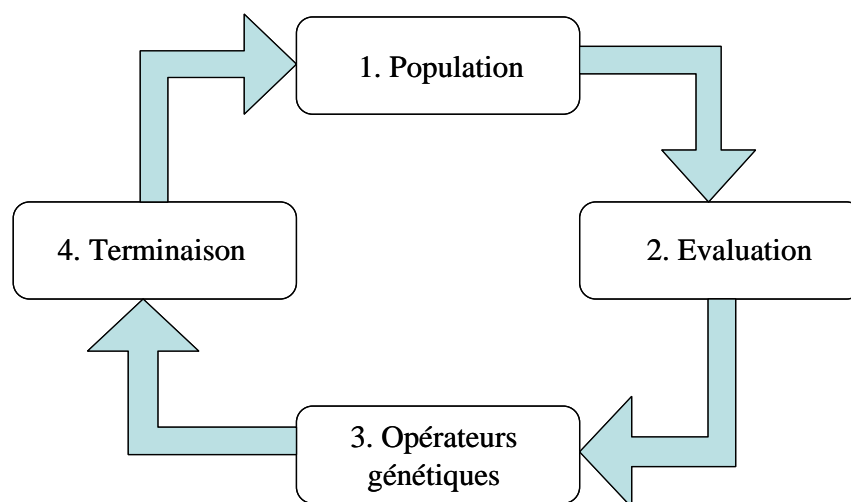 1. Population
2. Evaluation
3. Opérateurs
génétiques
4. Terminaison